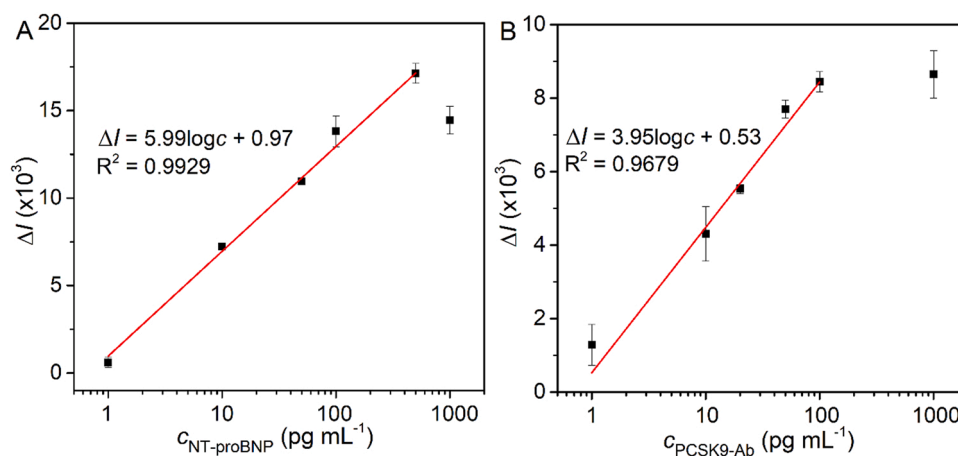 A
20
15
10
5
0
ΔI (x10³)
ΔI = 5.99logc + 0.97
R² = 0.9929
1 10 100 1000
c_NT-proBNP (pg mL⁻¹)
B
10
8
6
4
2
0
ΔI (x10³)
ΔI = 3.95logc + 0.53
R² = 0.9679
1 10 100 1000
c_PCSK9-Ab (pg mL⁻¹)